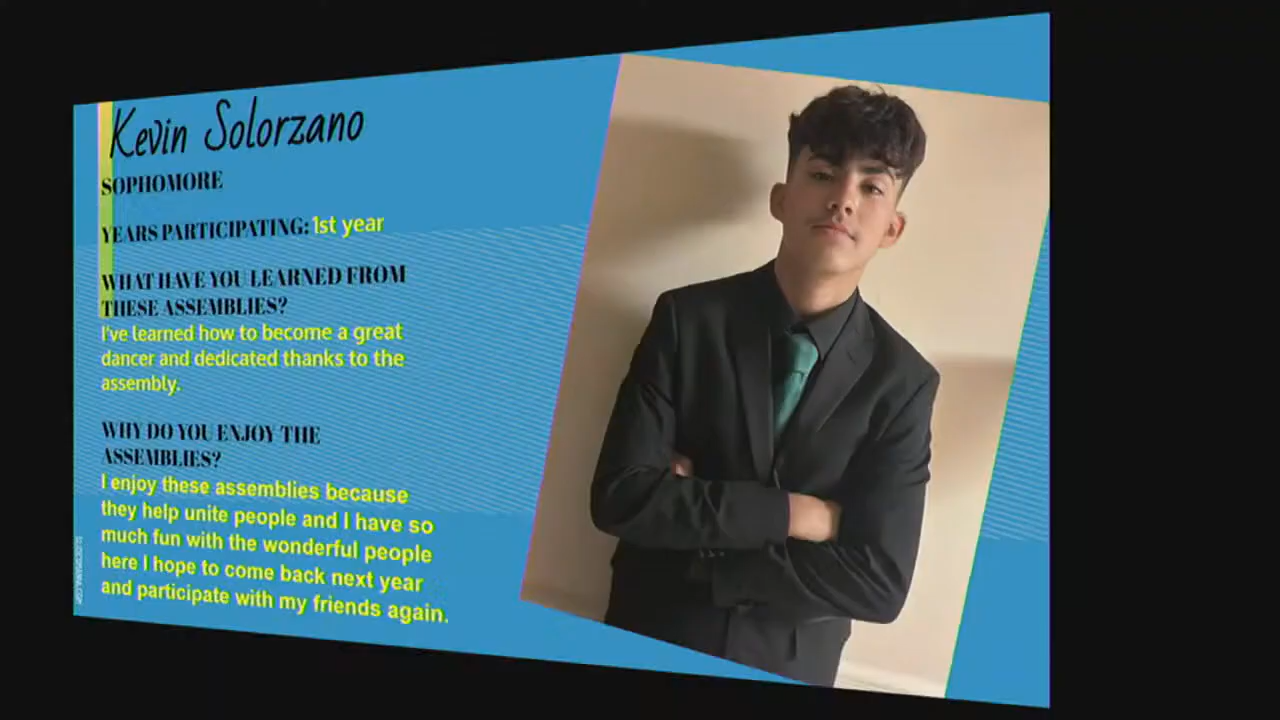 Kevin Solorzano
SOPHOMORE
YEARS PARTICIPATING: 1st year
WHAT HAVE YOU LEARNED FROM
THESE ASSEMBLIES?
I've learned how to become a great
dancer and dedicated thanks to the
assembly.
WHY DO YOU ENJOY THE
ASSEMBLIES?
I enjoy these assemblies because
they help unite people and I have so
much fun with the wonderful people
here I hope to come back next year
and participate with my friends again.